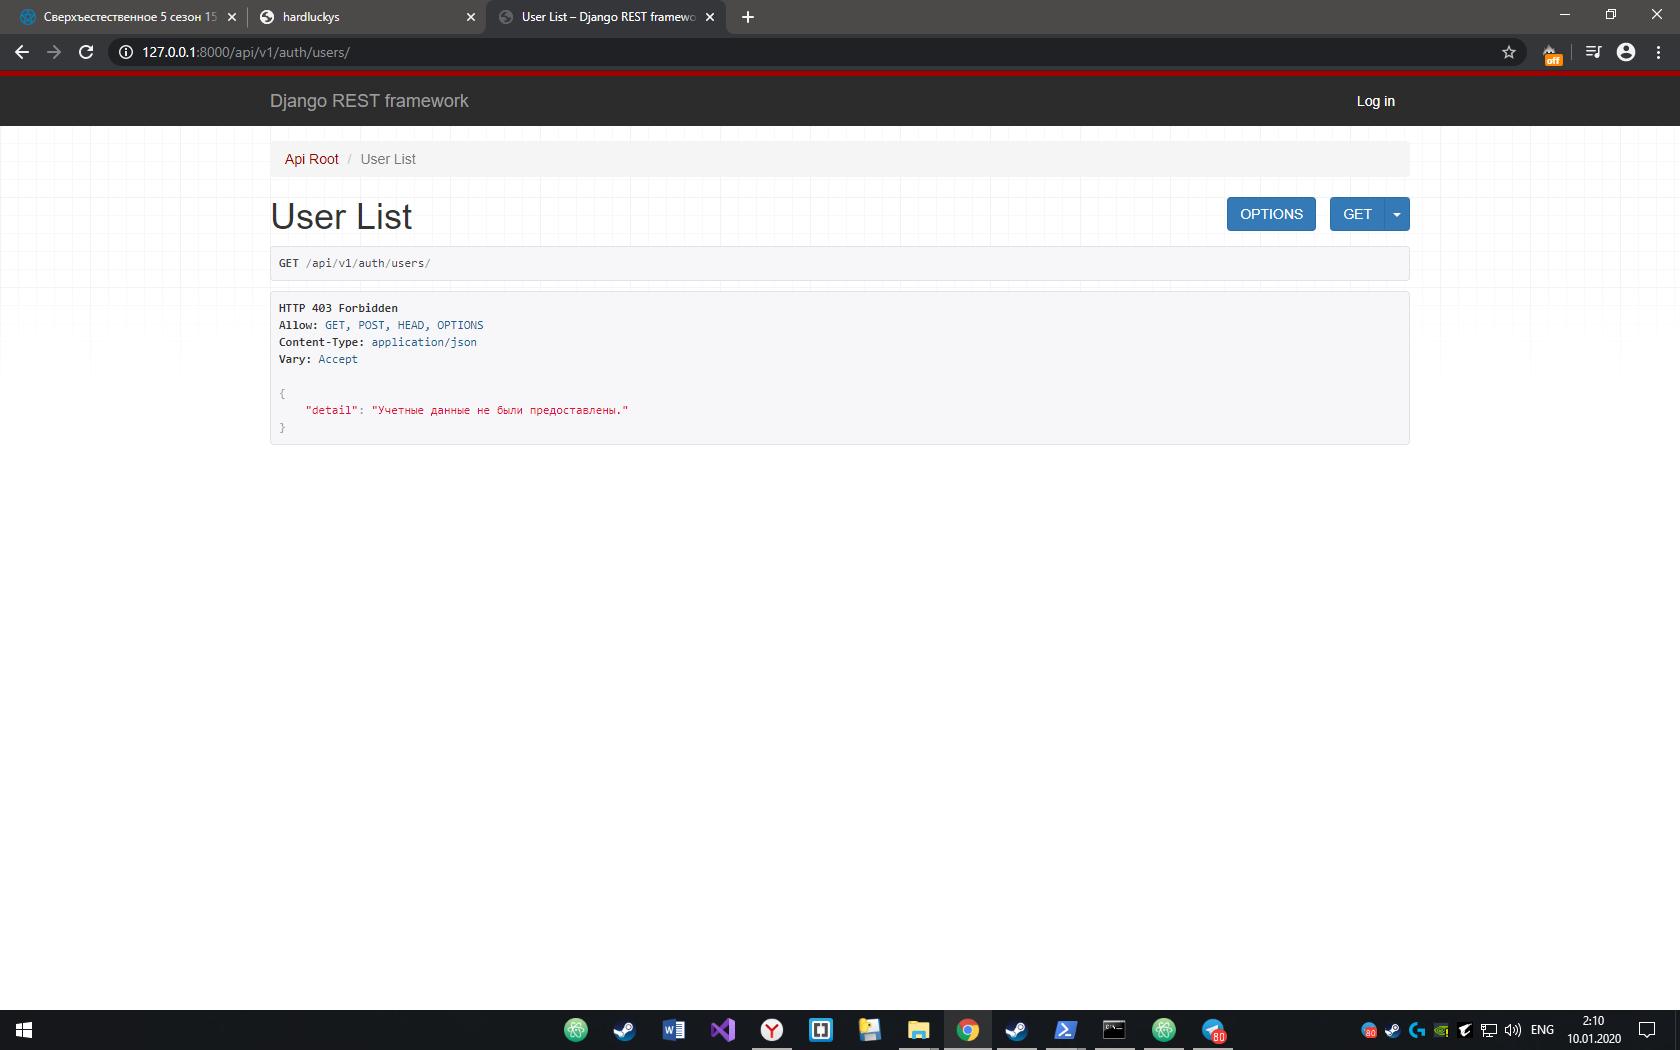 Сверхъестественное 5 сезон 15
hardluckys
User List – Django REST framewo
127.0.0.1:8000/api/v1/auth/users/
off
Django REST framework
Log in
Api Root / User List
User List
OPTIONS
GET
GET /api/v1/auth/users/
HTTP 403 Forbidden
Allow: GET, POST, HEAD, OPTIONS
Content-Type: application/json
Vary: Accept
{
"detail": "Учетные данные не были предоставлены."
}
80
80
ENG
2:10
10.01.2020